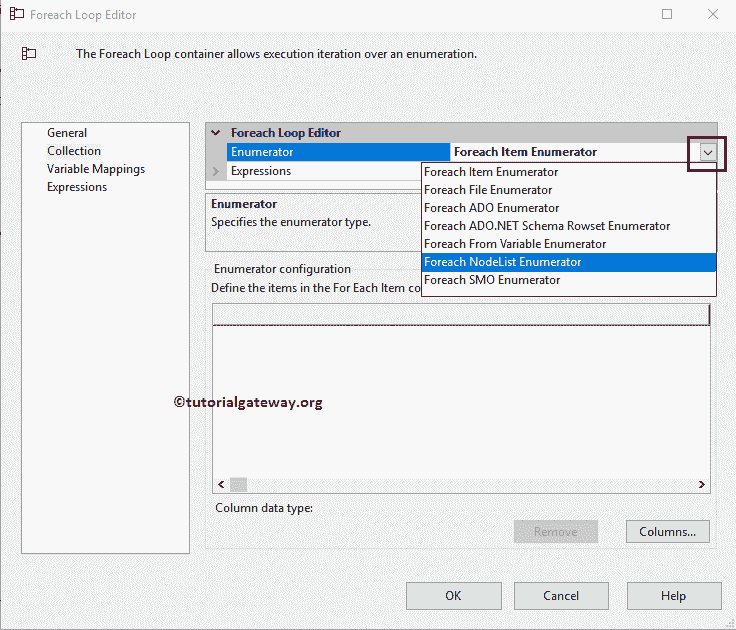 Foreach Loop Editor
The Foreach Loop container allows execution iteration over an enumeration.
General
Collection
Variable Mappings
Expressions
Foreach Loop Editor
Enumerator Foreach Item Enumerator
Expressions
Foreach Item Enumerator
Foreach File Enumerator
Foreach ADO Enumerator
Foreach ADO.NET Schema Rowset Enumerator
Foreach From Variable Enumerator
Foreach NodeList Enumerator
Foreach SMO Enumerator
Enumerator
Specifies the enumerator type.
Enumerator configuration
Define the items in the For Each Item co
©tutorialgateway.org
Column data type:
Remove
Columns...
OK
Cancel
Help